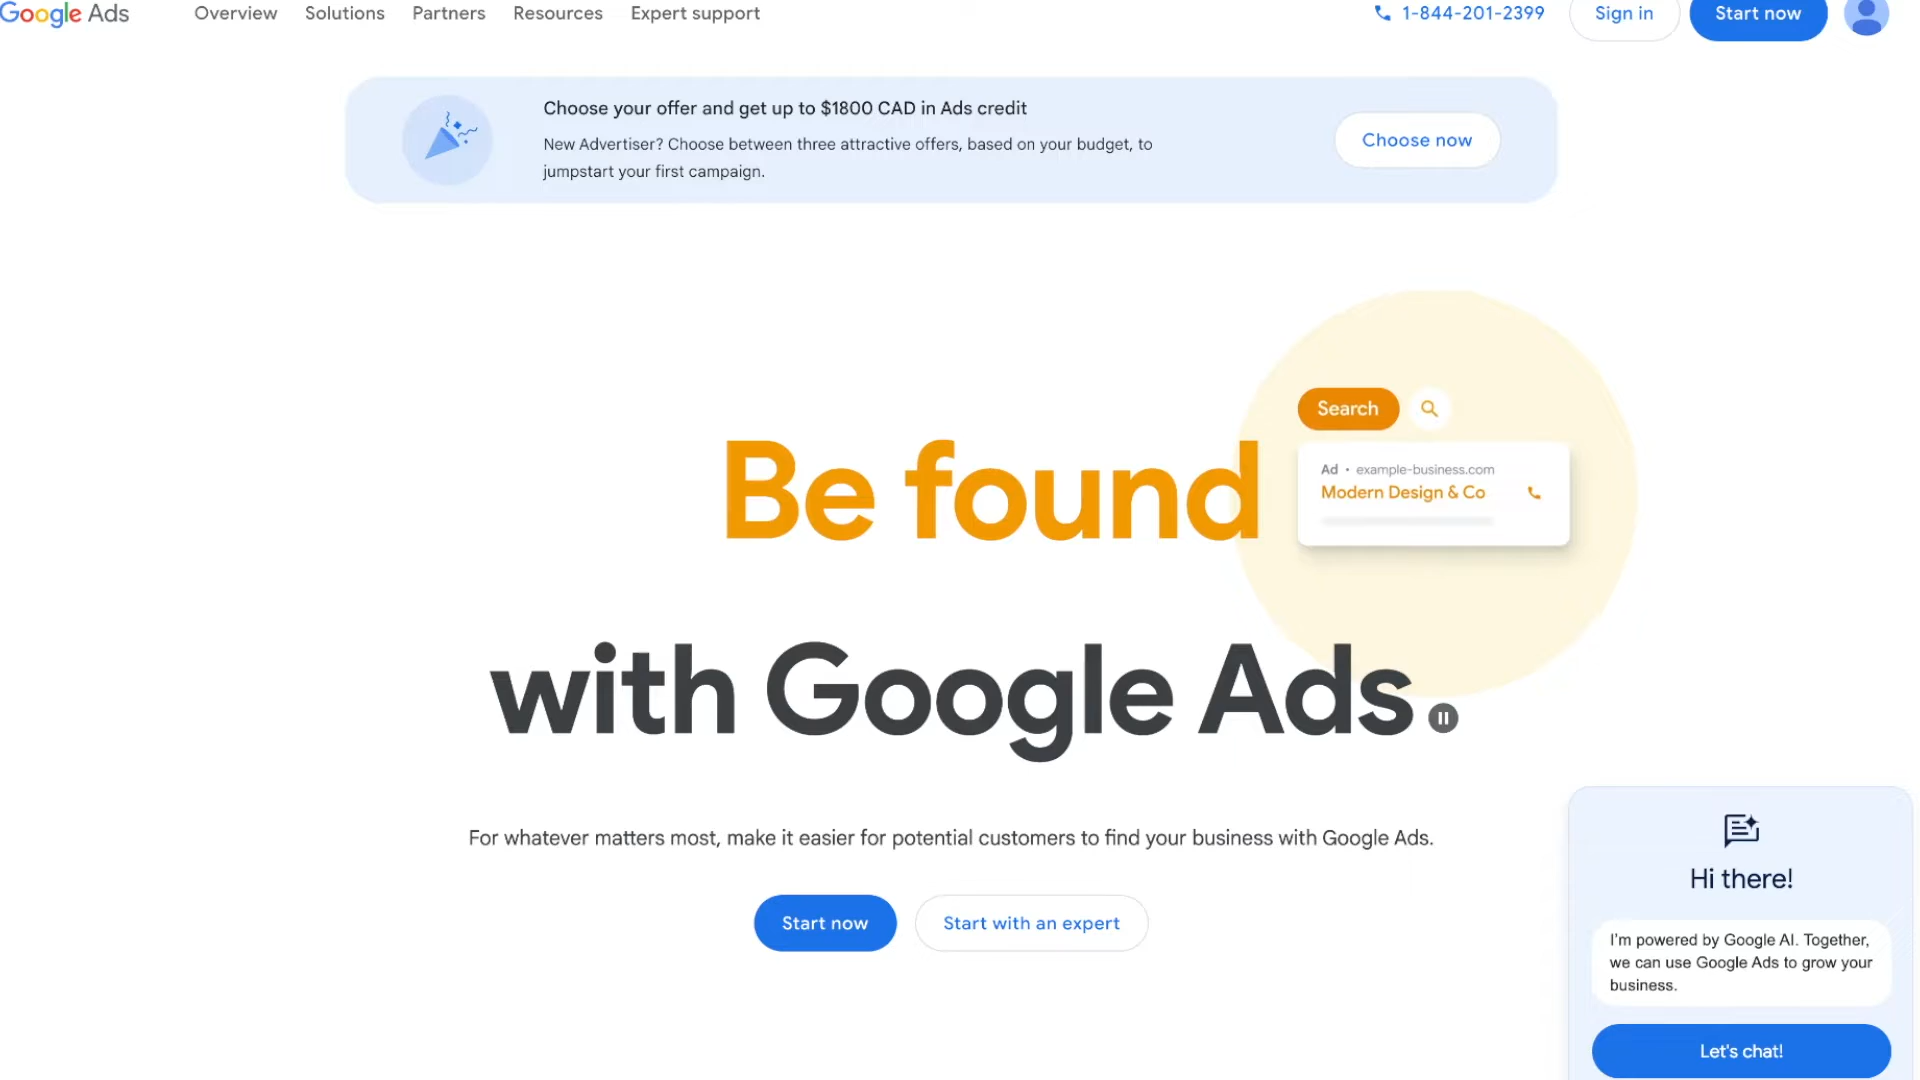 Google Ads
Overview
Solutions
Partners
Resources
Expert support
1-844-201-2399
Sign in
Start now
Choose your offer and get up to $1800 CAD in Ads credit
New Advertiser? Choose between three attractive offers, based on your budget, to
jumpstart your first campaign.
Choose now
Search
Ad • example-business.com
Modern Design & Co
Be found
with Google Ads.
For whatever matters most, make it easier for potential customers to find your business with Google Ads.
Start now
Start with an expert
Hi there!
I'm powered by Google AI. Together,
we can use Google Ads to grow your
business.
Let's chat!